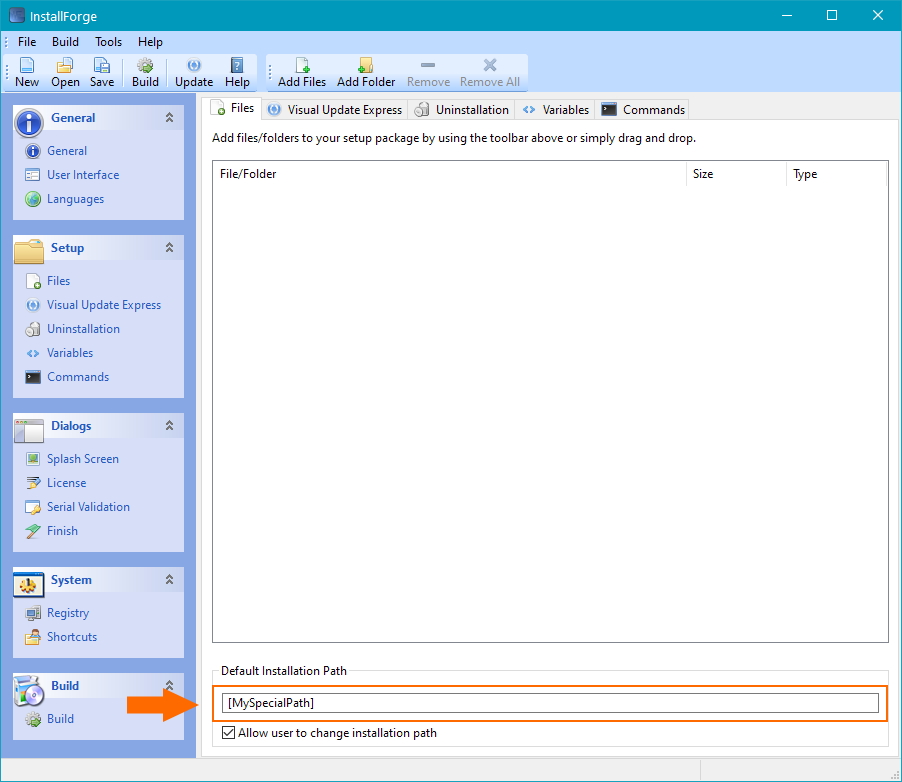 InstallForge
File Build Tools Help
New Open Save Build Update Help Add Files Add Folder Remove Remove All
General
General
User Interface
Languages
Setup
Files
Visual Update Express
Uninstallation
Variables
Commands
Dialogs
Splash Screen
License
Serial Validation
Finish
System
Registry
Shortcuts
Build
Build
Files Visual Update Express Uninstallation Variables Commands
Add files/folders to your setup package by using the toolbar above or simply drag and drop.
File/Folder Size Type
Default Installation Path
[MySpecialPath]
Allow user to change installation path